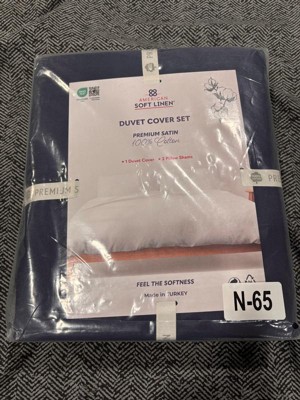 AMERICAN
SOFT LINEN
DUVET COVER SET
PREMIUM SATIN
100% Cotton
• 1 Duvet Cover • 2 Pillow Shams
PREMIUM S
FEEL THE SOFTNESS
Made in TURKEY
N-65